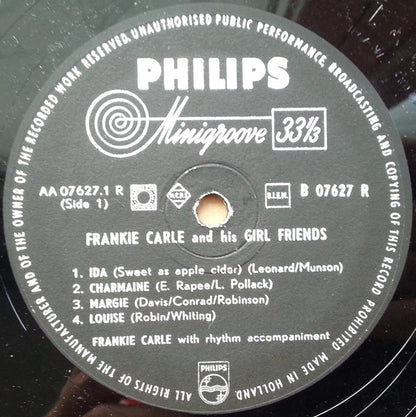 ALL RIGHTS OF THE MANUFACTURER AND OF THE OWNER OF THE RECORDED WORK RESERVED. UNAUTHORISED PUBLIC PERFORMANCE, BROADCASTING AND COPYING OF THIS RECORD PROHIBITED MADE IN HOLLAND
PHILIPS
Minigroove 33⅓
AA 07627.1 R
(Side 1)
B.I.E.M.
B 07627 R
FRANKIE CARLE and his GIRL FRIENDS
1. IDA (Sweet as apple cider) (Leonard/Munson)
2. CHARMAINE (E. Rapee/L. Pollack)
3. MARGIE (Davis/Conrad/Robinson)
4. LOUISE (Robin/Whiting)
FRANKIE CARLE with rhythm accompaniment
PHILIPS